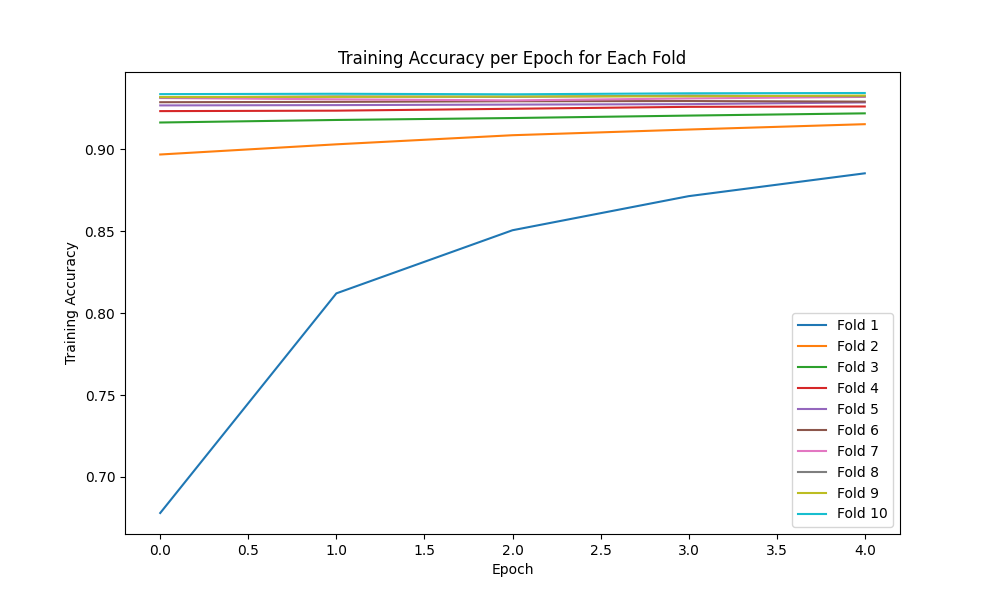 Training Accuracy per Epoch for Each Fold
Training Accuracy
0.90
0.85
0.80
0.75
0.70
Fold 1
Fold 2
Fold 3
Fold 4
Fold 5
Fold 6
Fold 7
Fold 8
Fold 9
Fold 10
0.0 0.5 1.0 1.5 2.0 2.5 3.0 3.5 4.0
Epoch